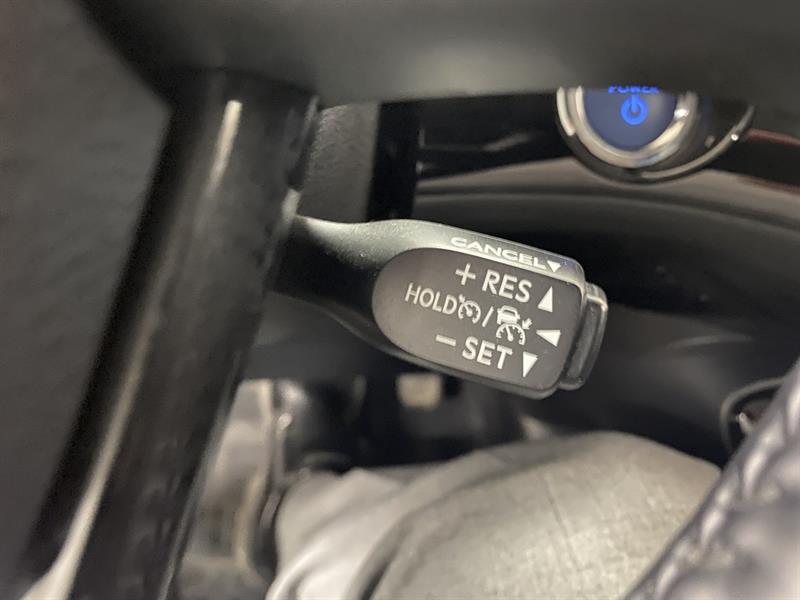 POWER
CANCEL▼
+ RES ▲
HOLD / ◀
− SET ▼